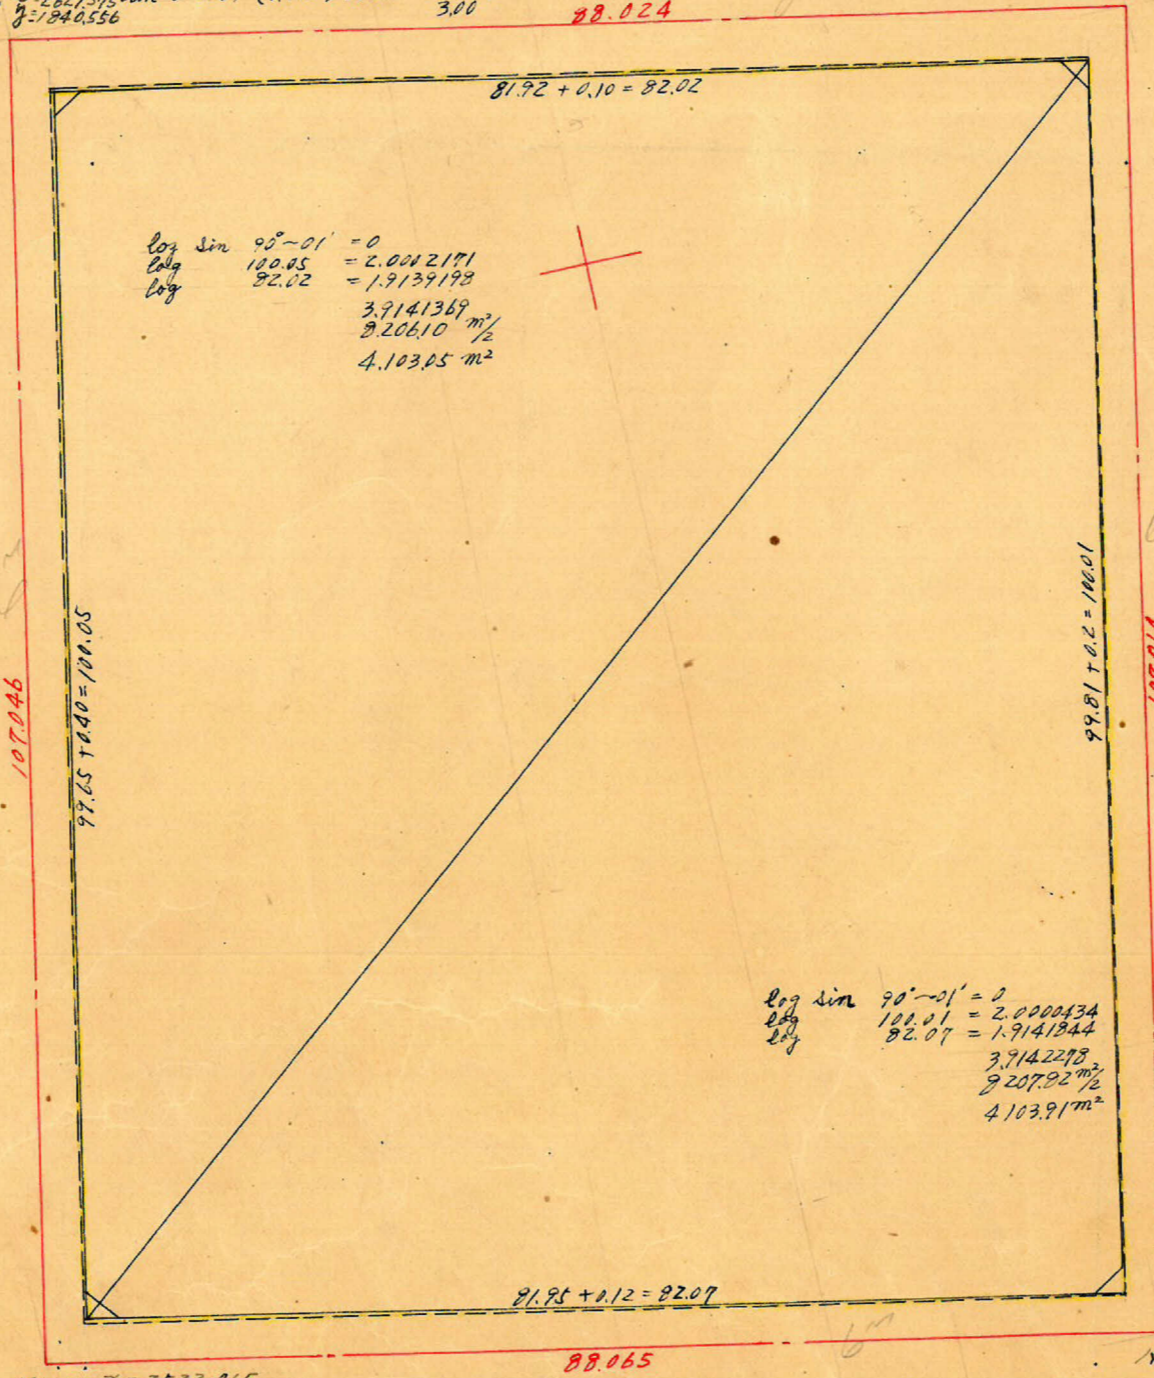 y=1840,556
3,00
88.024
81.92 + 0.10 = 82.02
log sin 90°~01' = 0
log 100.05 = 2.0002171
log 82.02 = 1.9139198
3.9141369
8.206.10 m²/2
4.103.05 m²
99.65 + 0.40 = 100.05
107.046
99.81 + 0.2 = 100.01
log sin 90°~01' = 0
log 100.01 = 2.0000434
log 82.07 = 1.9141844
3.9142278
8207.82 m²/2
4103.91 m²
81.95 + 0.12 = 82.07
88.065